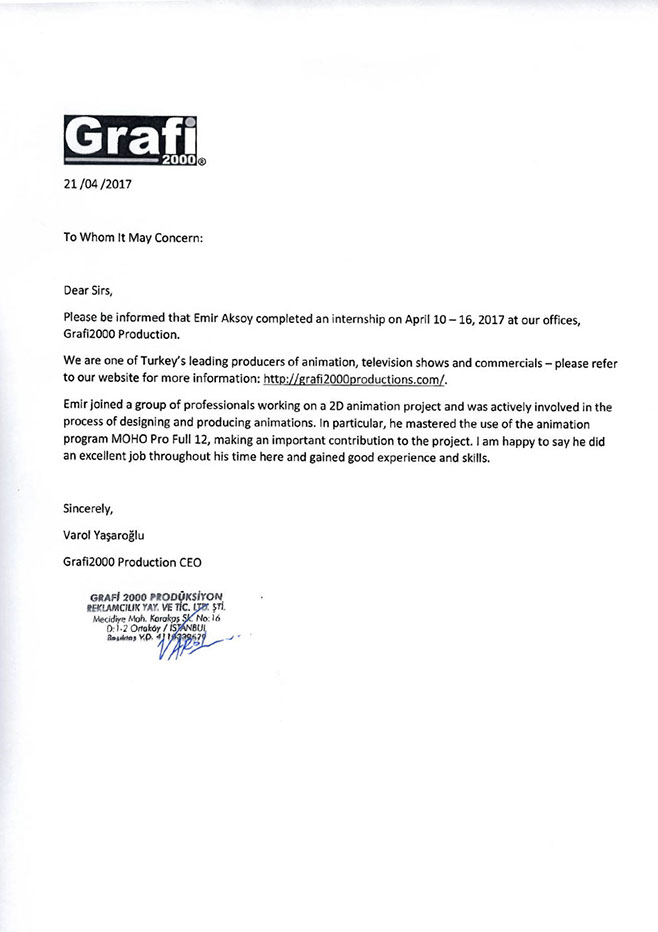 Grafi
2000®
21 /04 /2017
To Whom It May Concern:
Dear Sirs,
Please be informed that Emir Aksoy completed an internship on April 10 – 16, 2017 at our offices,
Grafi2000 Production.
We are one of Turkey's leading producers of animation, television shows and commercials – please refer
to our website for more information: http://grafi2000productions.com/.
Emir joined a group of professionals working on a 2D animation project and was actively involved in the
process of designing and producing animations. In particular, he mastered the use of the animation
program MOHO Pro Full 12, making an important contribution to the project. I am happy to say he did
an excellent job throughout his time here and gained good experience and skills.
Sincerely,
Varol Yaşaroğlu
Grafi2000 Production CEO
GRAFİ 2000 PRODÜKSİYON
REKLAMCILIK YAY. VE TİC. LTD. ŞTİ.
Mecidiye Mah. Karakaş Sk. No: 16
D:1-2 Ortaköy / İSTANBUL
Beşiktaş V.D.